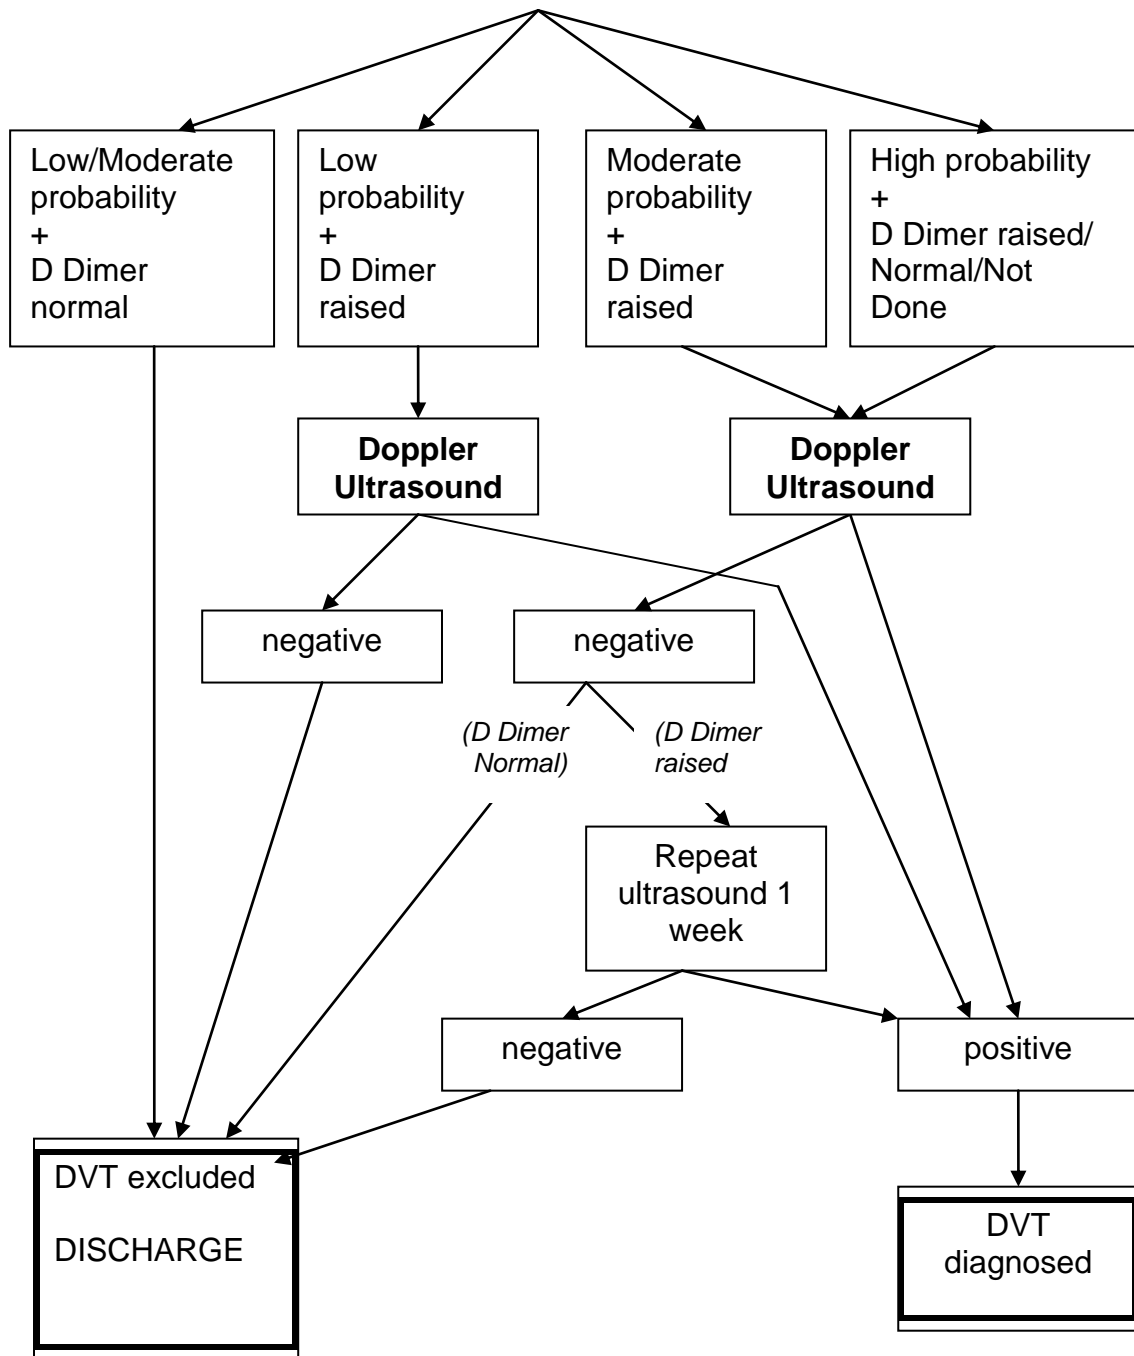 Low/Moderate
probability
+
D Dimer
normal
Low
probability
+
D Dimer
raised
Moderate
probability
+
D Dimer
raised
High probability
+
D Dimer raised/
Normal/Not
Done
Doppler
Ultrasound
Doppler
Ultrasound
negative
negative
(D Dimer
Normal)
(D Dimer
raised
Repeat
ultrasound 1
week
negative
positive
DVT excluded
DISCHARGE
DVT
diagnosed